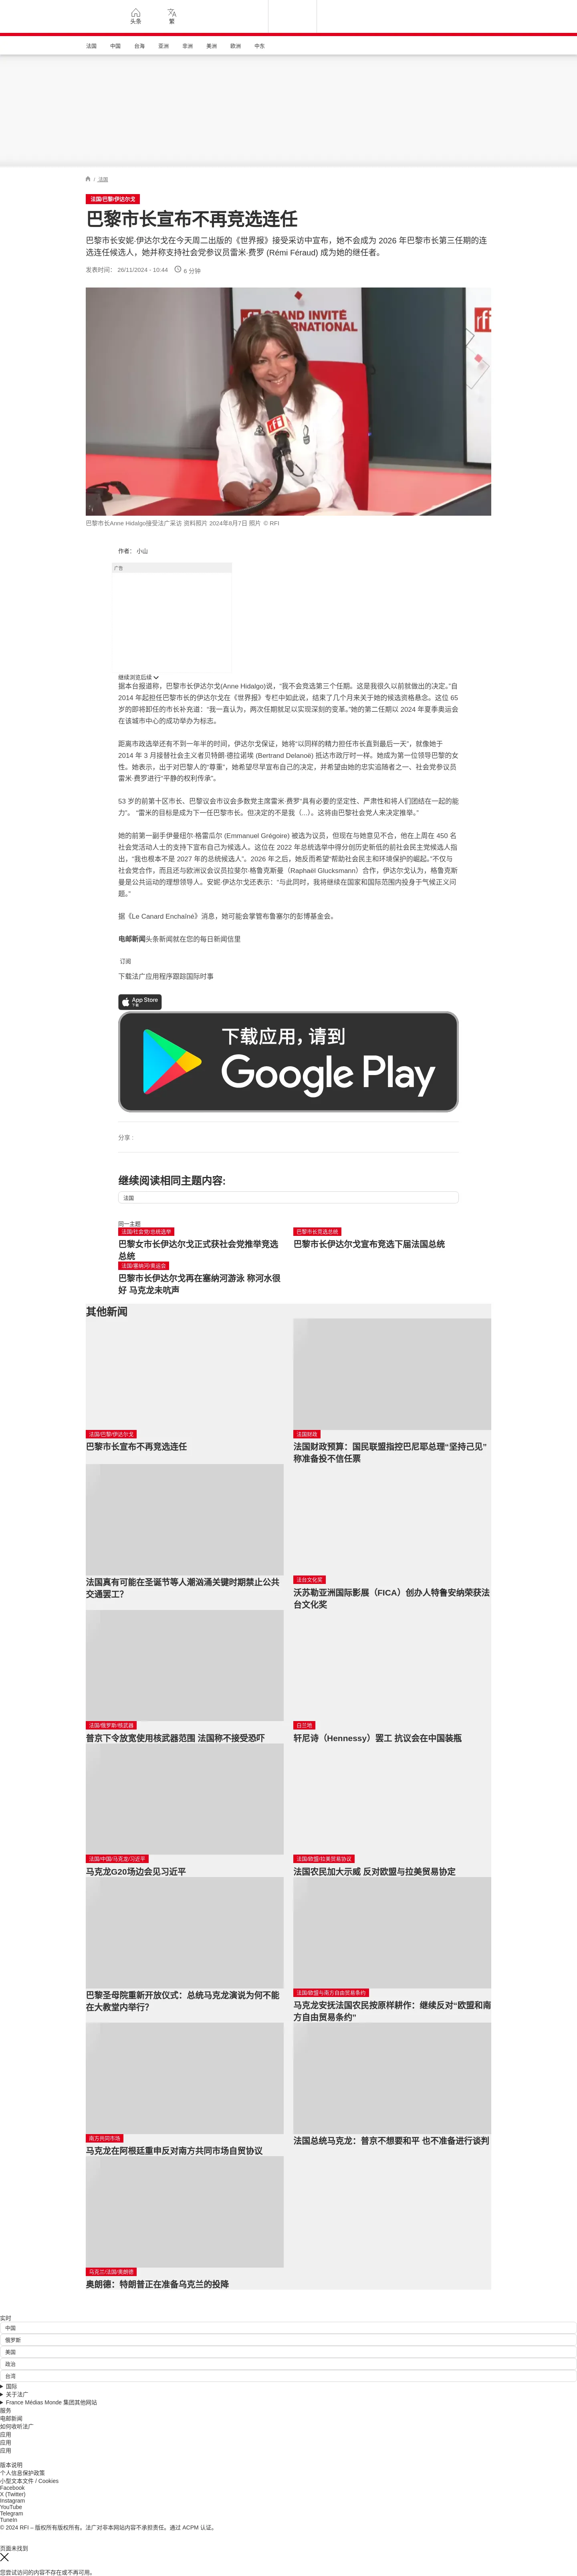 头条
繁
法国 中国 台海 亚洲 非洲 美洲 欧洲 中东
/ 法国
法国/巴黎/伊达尔戈
巴黎市长宣布不再竞选连任
巴黎市长安妮·伊达尔戈在今天周二出版的《世界报》接受采访中宣布，她不会成为 2026 年巴黎市长第三任期的连
选连任候选人，她并称支持社会党参议员雷米·费罗 (Rémi Féraud) 成为她的继任者。
发表时间： 26/11/2024 - 10:44 6 分钟
GRAND INVITÉ
INTERNATIONAL
rfi
巴黎市长Anne Hidalgo接受法广采访 资料照片 2024年8月7日 照片 © RFI
作者： 小山
广告
继续浏览后续
据本台报道称，巴黎市长伊达尔戈(Anne Hidalgo)说，“我不会竞选第三个任期。这是我很久以前就做出的决定。”自
2014 年起担任巴黎市长的伊达尔戈在《世界报》专栏中如此说，结束了几个月来关于她的候选资格悬念。这位 65
岁的即将卸任的市长补充道：“我一直认为，两次任期就足以实现深刻的变革。”她的第二任期以 2024 年夏季奥运会
在该城市中心的成功举办为标志。
距离市政选举还有不到一年半的时间，伊达尔戈保证，她将“以同样的精力担任市长直到最后一天”，就像她于
2014 年 3 月接替社会主义者贝特朗·德拉诺埃 (Bertrand Delanoë) 抵达市政厅时一样。她成为第一位领导巴黎的女
性。她表示，出于对巴黎人的“尊重”，她希望尽早宣布自己的决定，并希望由她的忠实追随者之一、社会党参议员
雷米·费罗进行“平静的权利传承”。
53 岁的前第十区市长、巴黎议会市议会多数党主席雷米·费罗“具有必要的坚定性、严肃性和将人们团结在一起的能
力”。 “雷米的目标是成为下一任巴黎市长。但决定的不是我（...）。这将由巴黎社会党人来决定推举。”
她的前第一副手伊曼纽尔·格雷瓜尔 (Emmanuel Grégoire) 被选为议员，但现在与她意见不合，他在上周在 450 名
社会党活动人士的支持下宣布自己为候选人。这位在 2022 年总统选举中得分创历史新低的前社会民主党候选人指
出，“我也根本不是 2027 年的总统候选人”。2026 年之后，她反而希望“帮助社会民主和环境保护的崛起。”不仅与
社会党合作，而且还与欧洲议会议员拉斐尔·格鲁克斯曼（Raphaël Glucksmann）合作，伊达尔戈认为，格鲁克斯
曼是公共运动的理想领导人。安妮·伊达尔戈还表示：“与此同时，我将继续在国家和国际范围内投身于气候正义问
题。”
据《Le Canard Enchaîné》消息，她可能会掌管布鲁塞尔的彭博基金会。
电邮新闻头条新闻就在您的每日新闻信里
订阅
下载法广应用程序跟踪国际时事
App Store
下载
下载应用，请到
Google Play
分享 :
继续阅读相同主题内容:
法国
同一主题
法国/社会党/总统选举
巴黎女市长伊达尔戈正式获社会党推举竞选
总统
巴黎市长竞选总统
巴黎市长伊达尔戈宣布竞选下届法国总统
法国/塞纳河/奥运会
巴黎市长伊达尔戈再在塞纳河游泳 称河水很
好 马克龙未吭声
其他新闻
法国/巴黎/伊达尔戈
巴黎市长宣布不再竞选连任
法国财政
法国财政预算：国民联盟指控巴尼耶总理“坚持己见”
称准备投不信任票
法国真有可能在圣诞节等人潮汹涌关键时期禁止公共
交通罢工？
法台文化奖
沃苏勒亚洲国际影展（FICA）创办人特鲁安纳荣获法
台文化奖
法国/俄罗斯/核武器
普京下令放宽使用核武器范围 法国称不接受恐吓
白兰地
轩尼诗（Hennessy）罢工 抗议会在中国装瓶
法国/中国/马克龙/习近平
马克龙G20场边会见习近平
法国/欧盟/拉美贸易协议
法国农民加大示威 反对欧盟与拉美贸易协定
巴黎圣母院重新开放仪式：总统马克龙演说为何不能
在大教堂内举行？
法国/欧盟与南方自由贸易条约
马克龙安抚法国农民按原样耕作：继续反对“欧盟和南
方自由贸易条约”
南方共同市场
马克龙在阿根廷重申反对南方共同市场自贸协议
法国总统马克龙：普京不想要和平 也不准备进行谈判
马克兰/法国/奥朗德
奥朗德：特朗普正在准备乌克兰的投降
实时
中国
俄罗斯
美国
政治
台湾
国际
关于法广
France Médias Monde 集团其他网站
服务
电邮新闻
如何收听法广
应用
应用
应用
版本说明
个人信息保护政策
小型文本文件 / Cookies
Facebook
X (Twitter)
Instagram
YouTube
Telegram
TuneIn
© 2024 RFI – 版权所有版权所有。法广对非本网站内容不承担责任。通过 ACPM 认证。
页面未找到
您尝试访问的内容不存在或不再可用。